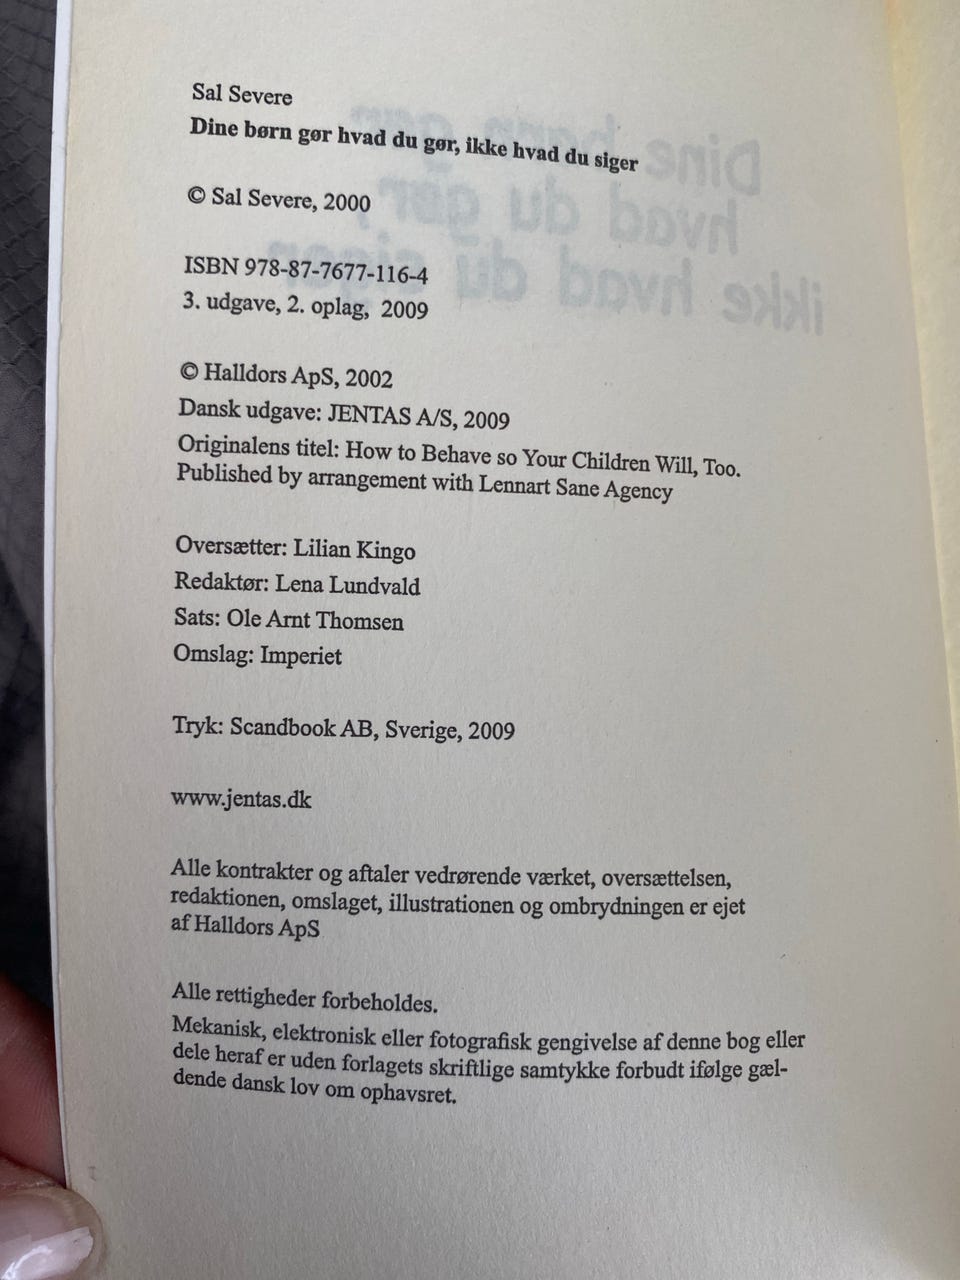 Sal Severe
Dine børn gør hvad du gør, ikke hvad du siger
© Sal Severe, 2000
ISBN 978-87-7677-116-4
3. udgave, 2. oplag, 2009
© Halldors ApS, 2002
Dansk udgave: JENTAS A/S, 2009
Originalens titel: How to Behave so Your Children Will, Too.
Published by arrangement with Lennart Sane Agency
Oversætter: Lilian Kingo
Redaktør: Lena Lundvald
Sats: Ole Arnt Thomsen
Omslag: Imperiet
Tryk: Scandbook AB, Sverige, 2009
www.jentas.dk
Alle kontrakter og aftaler vedrørende værket, oversættelsen,
redaktionen, omslaget, illustrationen og ombrydningen er ejet
af Halldors ApS
Alle rettigheder forbeholdes.
Mekanisk, elektronisk eller fotografisk gengivelse af denne bog eller
dele heraf er uden forlagets skriftlige samtykke forbudt ifølge gæl-
dende dansk lov om ophavsret.